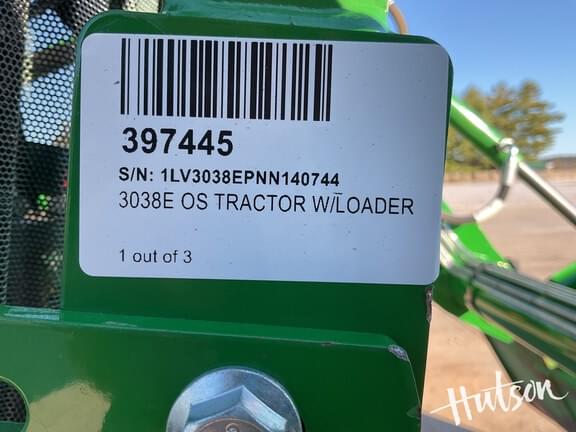 397445
S/N: 1LV3038EPNN140744
3038E OS TRACTOR W/LOADER
1 out of 3
Hutson